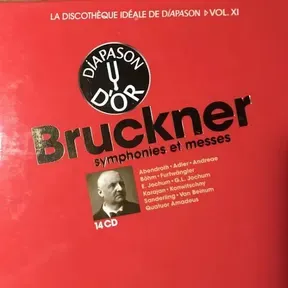 LA DISCOTHÈQUE IDÉALE DE DIAPASON VOL. XI
DIAPASON
D'OR
Bruckner
symphonies et messes
Abendroth • Adler • Andreae
Böhm • Furtwängler
E. Jochum • G.L. Jochum
Karajan • Konwitschny
Sanderling • Van Beinum
Quatuor Amadeus
14 CD